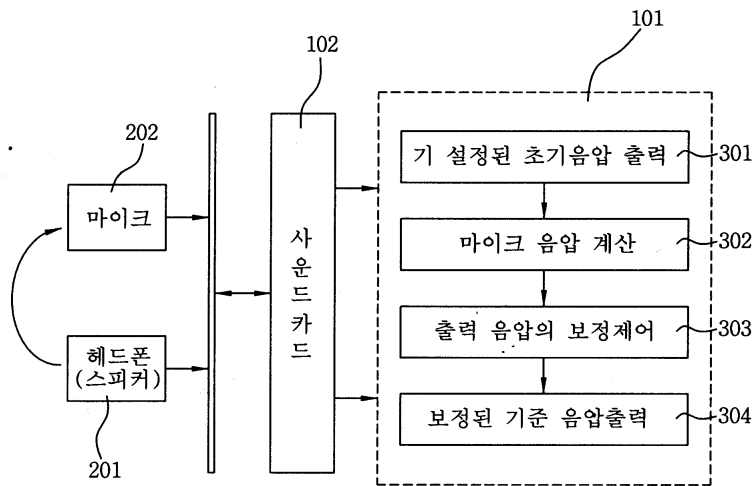 101
102
202
마이크
헤드폰
(스피커)
201
사운드카드
기 설정된 초기음압 출력
301
마이크 음압 계산
302
출력 음압의 보정제어
303
보정된 기준 음압출력
304